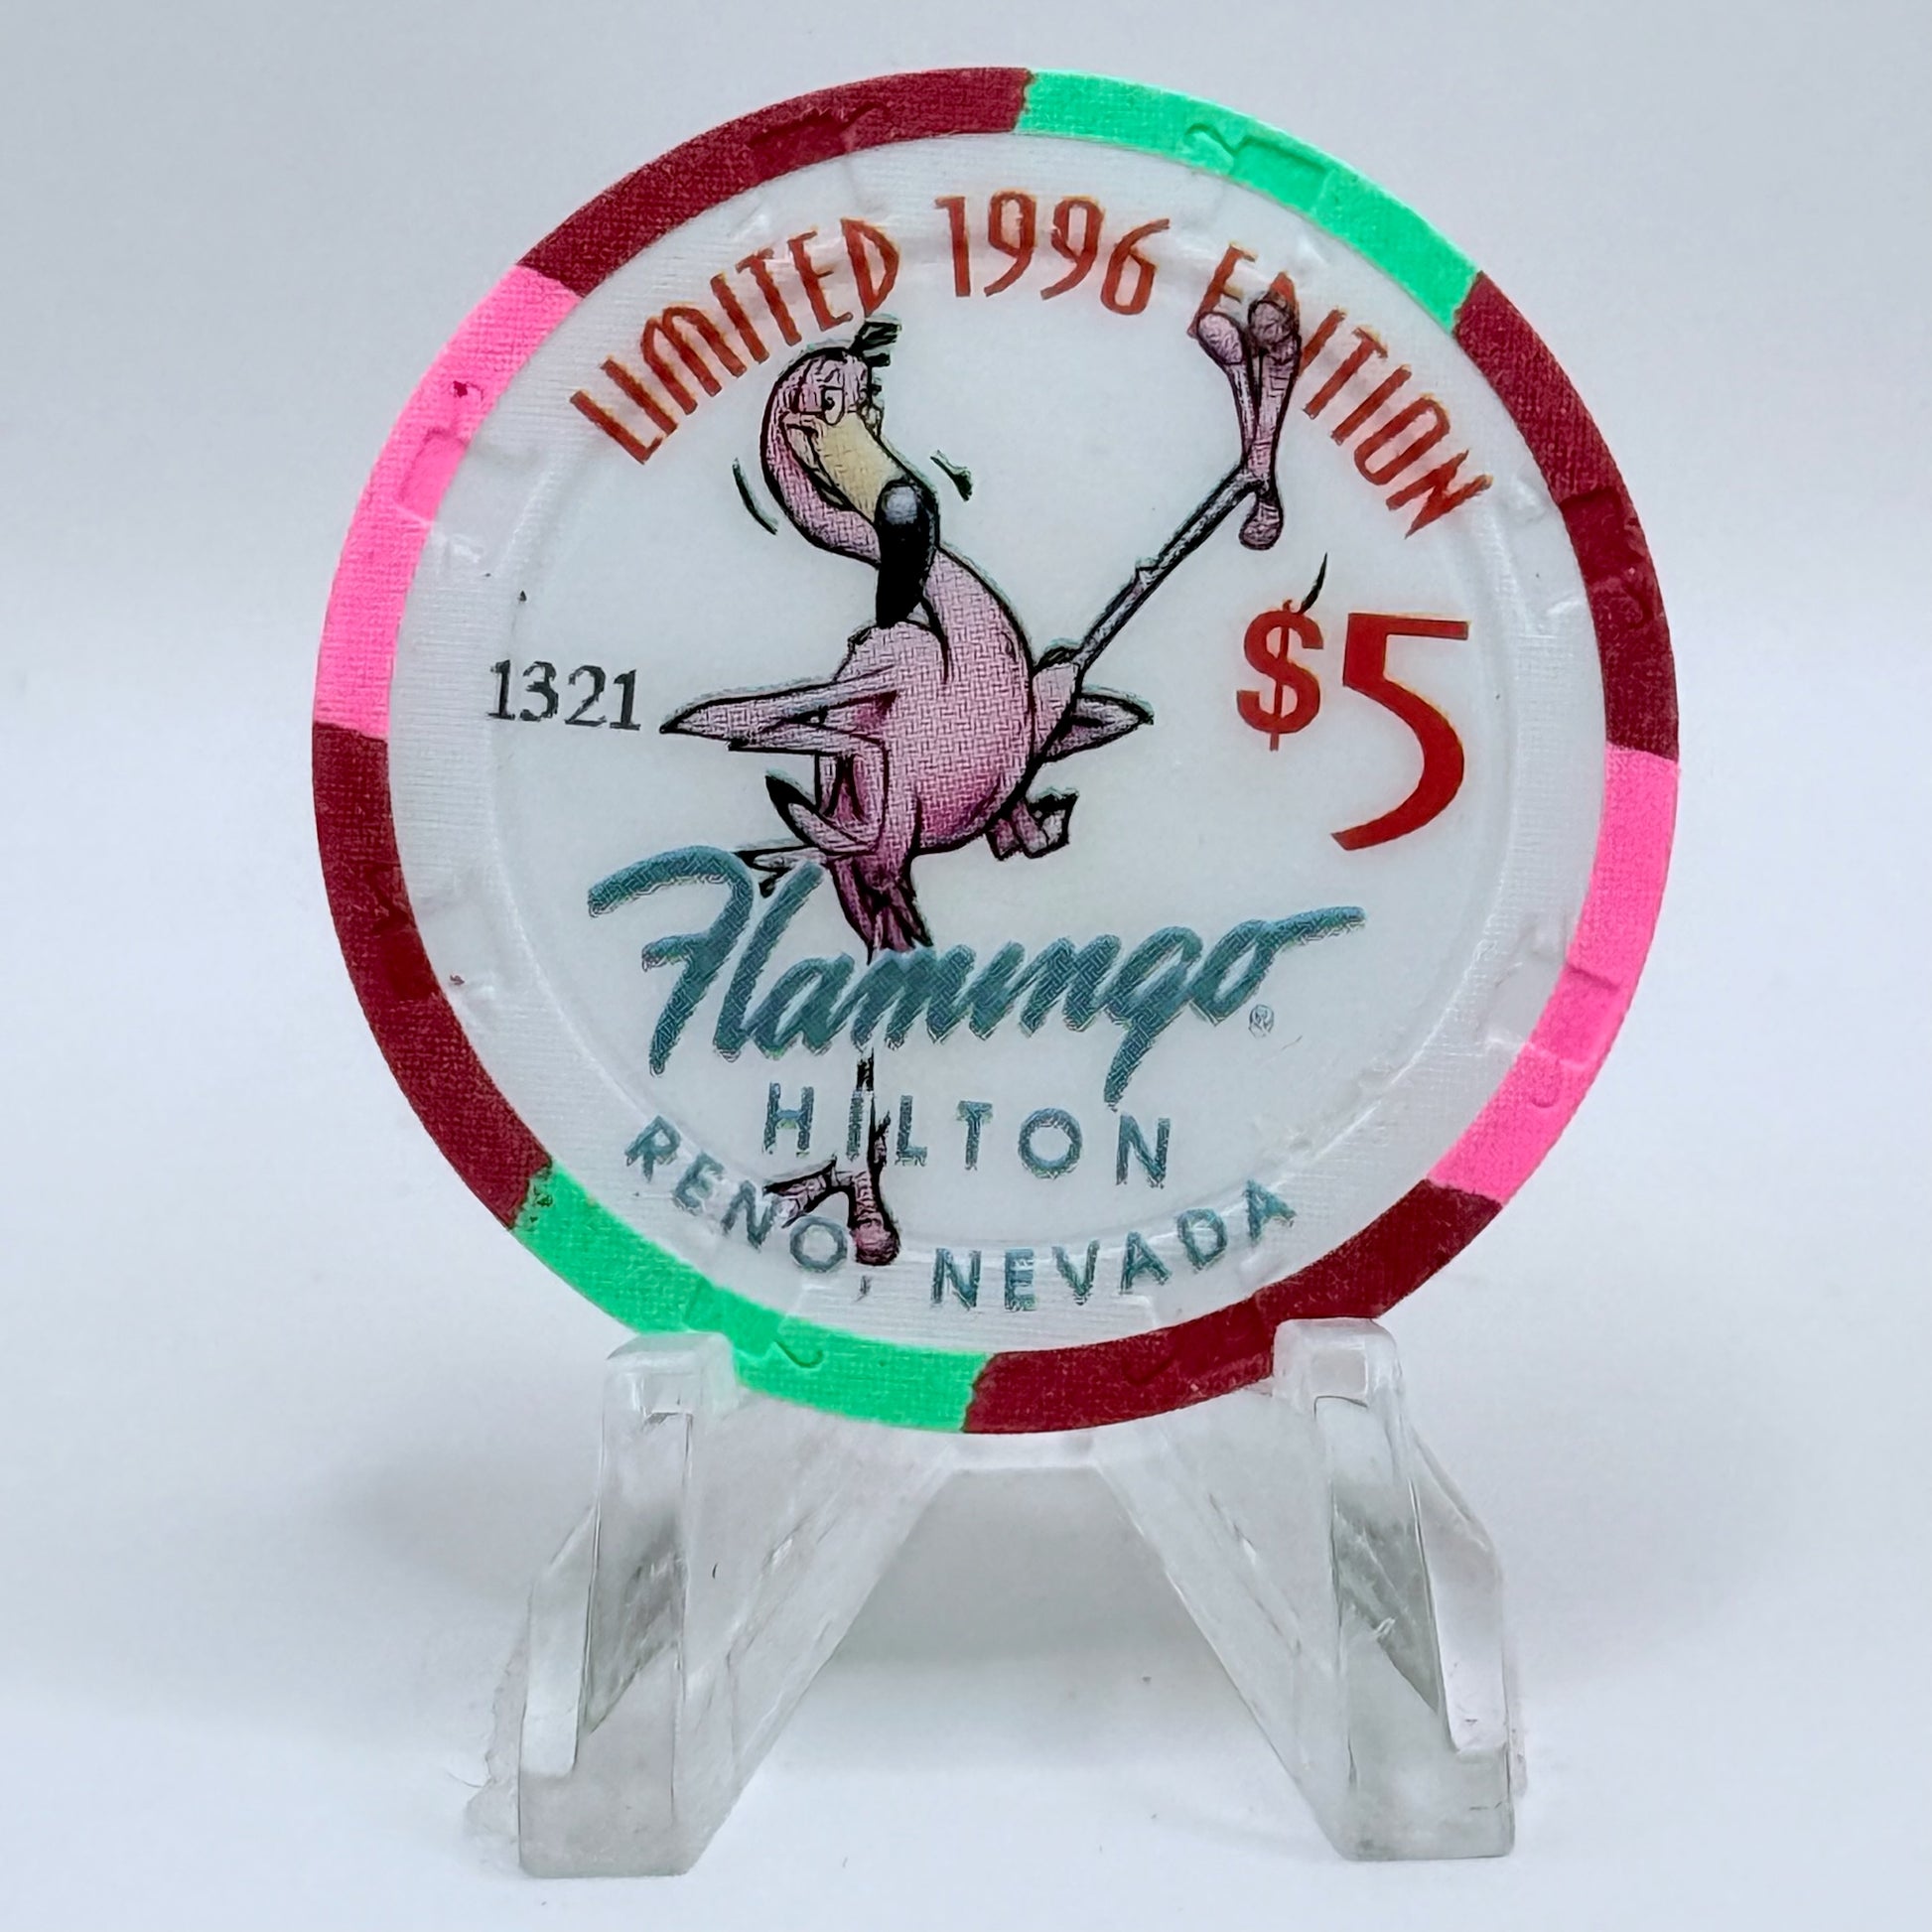 LIMITED 1996 EDITION
1321
$5
Flamingo®
HILTON
RENO, NEVADA